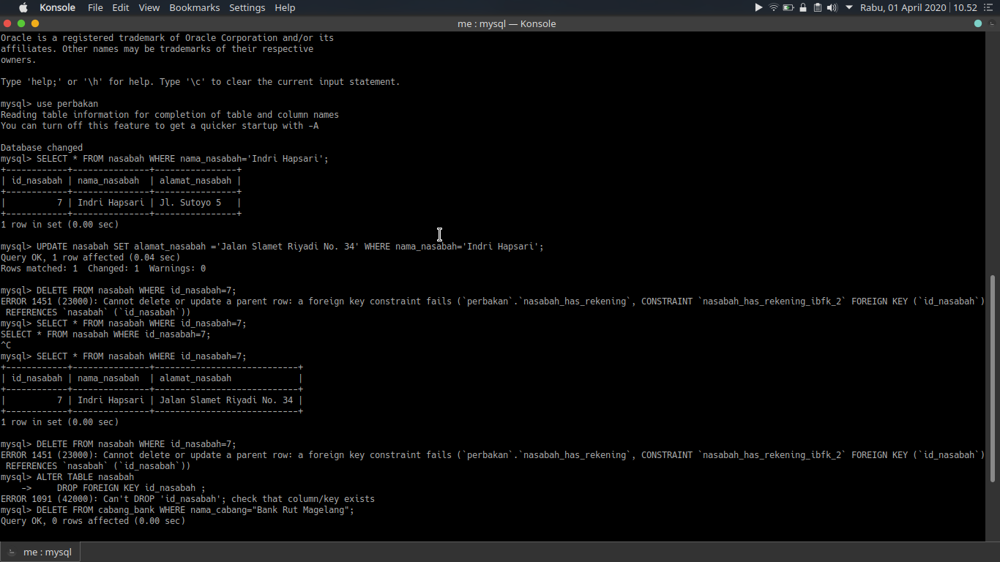 Konsole File Edit View Bookmarks Settings Help Rabu, 01 April 2020 10.52
me : mysql — Konsole
Oracle is a registered trademark of Oracle Corporation and/or its
affiliates. Other names may be trademarks of their respective
owners.
Type 'help;' or '\h' for help. Type '\c' to clear the current input statement.
mysql> use perbakan
Reading table information for completion of table and column names
You can turn off this feature to get a quicker startup with -A
Database changed
mysql> SELECT * FROM nasabah WHERE nama_nasabah='Indri Hapsari';
+------------+---------------+----------------+
| id_nasabah | nama_nasabah  | alamat_nasabah |
+------------+---------------+----------------+
|          7 | Indri Hapsari | Jl. Sutoyo 5   |
+------------+---------------+----------------+
1 row in set (0.00 sec)
mysql> UPDATE nasabah SET alamat_nasabah ='Jalan Slamet Riyadi No. 34' WHERE nama_nasabah='Indri Hapsari';
Query OK, 1 row affected (0.04 sec)
Rows matched: 1  Changed: 1  Warnings: 0
mysql> DELETE FROM nasabah WHERE id_nasabah=7;
ERROR 1451 (23000): Cannot delete or update a parent row: a foreign key constraint fails (`perbakan`.`nasabah_has_rekening`, CONSTRAINT `nasabah_has_rekening_ibfk_2` FOREIGN KEY (`id_nasabah`)
 REFERENCES `nasabah` (`id_nasabah`))
mysql> SELECT * FROM nasabah WHERE id_nasabah=7;
SELECT * FROM nasabah WHERE id_nasabah=7;
^C
mysql> SELECT * FROM nasabah WHERE id_nasabah=7;
+------------+---------------+----------------------------+
| id_nasabah | nama_nasabah  | alamat_nasabah             |
+------------+---------------+----------------------------+
|          7 | Indri Hapsari | Jalan Slamet Riyadi No. 34 |
+------------+---------------+----------------------------+
1 row in set (0.00 sec)
mysql> DELETE FROM nasabah WHERE id_nasabah=7;
ERROR 1451 (23000): Cannot delete or update a parent row: a foreign key constraint fails (`perbakan`.`nasabah_has_rekening`, CONSTRAINT `nasabah_has_rekening_ibfk_2` FOREIGN KEY (`id_nasabah`)
 REFERENCES `nasabah` (`id_nasabah`))
mysql> ALTER TABLE nasabah
    ->     DROP FOREIGN KEY id_nasabah ;
ERROR 1091 (42000): Can't DROP 'id_nasabah'; check that column/key exists
mysql> DELETE FROM cabang_bank WHERE nama_cabang="Bank Rut Magelang";
Query OK, 0 rows affected (0.00 sec)
me : mysql